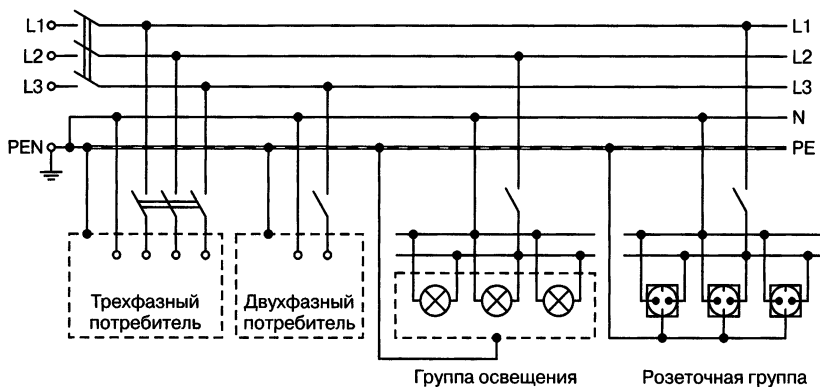 L1
L1
L2
L2
L3
L3
N
PEN
PE
Трехфазный
потребитель
Двухфазный
потребитель
Группа освещения
Розеточная группа